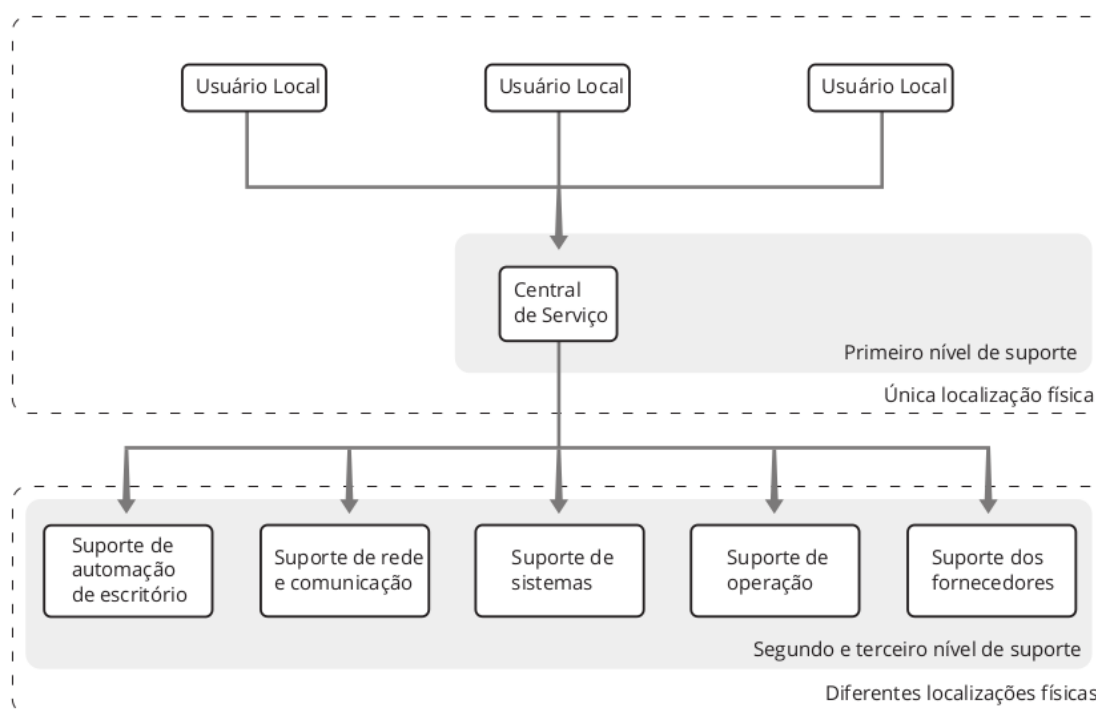 Usuário Local
Usuário Local
Usuário Local
Central
de Serviço
Primeiro nível de suporte
Única localização física
Suporte de
automação
de escritório
Suporte de rede
e comunicação
Suporte de
sistemas
Suporte de
operação
Suporte dos
fornecedores
Segundo e terceiro nível de suporte
Diferentes localizações físicas